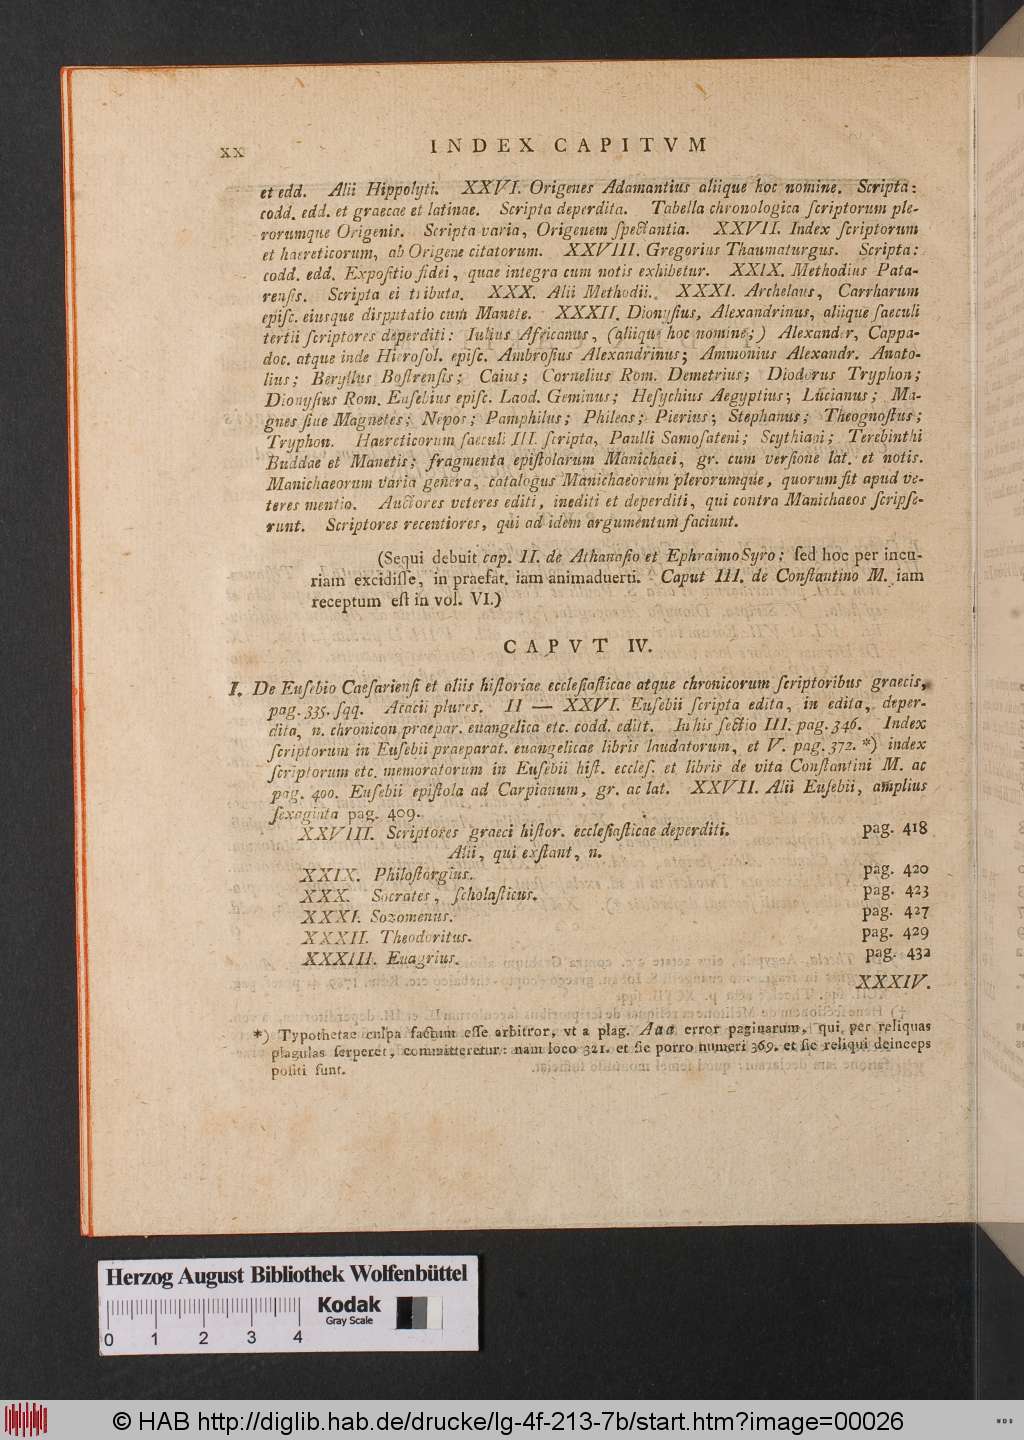 XX INDEX CAPITVM
et edd. Alii Hippolyti. XXVI. Origenes Adamantius aliique hoc nomine. Scripta:
codd. edd. et graecae et latinae. Scripta deperdita. Tabella chronologica ſcriptorum ple-
rorumque Origenis. Scripta varia, Origenem ſpectantia. XXVII. Index ſcriptorum
et haereticorum, ab Origene citatorum. XXVIII. Gregorius Thaumaturgus. Scripta:
codd. edd. Expoſitio fidei, quae integra cum notis exhibetur. XXIX. Methodius Pata-
renſis. Scripta ei tributa. XXX. Alii Methodii. XXXI. Archelaus, Carrharum
epiſc. eiusque disputatio cum Manete. XXXII. Dionyſius, Alexandrinus, aliique ſaeculi
tertii ſcriptores deperditi: Iulius Africanus, (aliique hoc nomine;) Alexander, Cappa-
doc. atque inde Hieroſol. epiſc. Ambroſius Alexandrinus; Ammonius Alexandr. Anato-
lius; Beryllus Boſtrenſis; Caius; Cornelius Rom. Demetrius; Diodorus Tryphon;
Dionyſius Rom. Euſebius epiſc. Laod. Geminus; Heſychius Aegyptius; Lucianus; Ma-
gnes ſiue Magnetes; Nepos; Pamphilus; Phileas; Pierius; Stephanus; Theognoſtus;
Tryphon. Haereticorum ſaeculi III. ſcripta, Paulli Samoſateni; Scythiani; Terebinthi
Buddae et Manetis; fragmenta epiſtolarum Manichaei, gr. cum verſione lat. et notis.
Manichaeorum varia genera, catalogus Manichaeorum plerorumque, quorum fit apud ve-
teres mentio. Auctores veteres editi, inediti et deperditi, qui contra Manichaeos ſcripſe-
runt. Scriptores recentiores, qui ad idem argumentum faciunt.
(Sequi debuit cap. II. de Athanaſio et Ephraimo Syro: ſed hoc per incu-
riam excidiſſe, in praefat. iam animaduerti. Caput III. de Conſtantino M. iam
receptum eſt in vol. VI.)
CAPVT IV.
I. De Euſebio Caeſarienſi et aliis hiſtoriae eccleſiaſticae atque chronicorum ſcriptoribus graecis,
pag. 335. ſqq. Acacii plures. II — XXVI. Euſebii ſcripta edita, in edita, deper-
dita, n. chronicon praepar. euangelica etc. codd. editt. In his ſectio III. pag. 346. Index
ſcriptorum in Euſebii praeparat. euangelicae libris laudatorum, et V. pag. 372. *) index
ſcriptorum etc. memoratorum in Euſebii hiſt. eccleſ. et libris de vita Conſtantini M. ac
pag. 400. Euſebii epiſtola ad Carpianum, gr. ac lat. XXVII. Alii Euſebii, amplius
ſexaginta pag. 409.
XXVIII. Scriptores graeci hiſtor. eccleſiaſticae deperditi. pag. 418
Alii, qui exſtant, n.
XXIX. Philoſtorgius. pag. 420
XXX. Socrates, ſcholaſticus. pag. 423
XXXI. Sozomenus. pag. 427
XXXII. Theodoritus. pag. 429
XXXIII. Euagrius. pag. 432
XXXIV.
*) Typothetae culpa factum eſſe arbitror, vt a plag. Aaa error paginarum, qui per reliquas
plagulas ſerperet, committeretur: nam loco 321. et ſic porro numeri 369. et ſic reliqui deinceps
poſiti ſunt.
Herzog August Bibliothek Wolfenbüttel
Kodak
Gray Scale
0 1 2 3 4
© HAB http://diglib.hab.de/drucke/lg-4f-213-7b/start.htm?image=00026